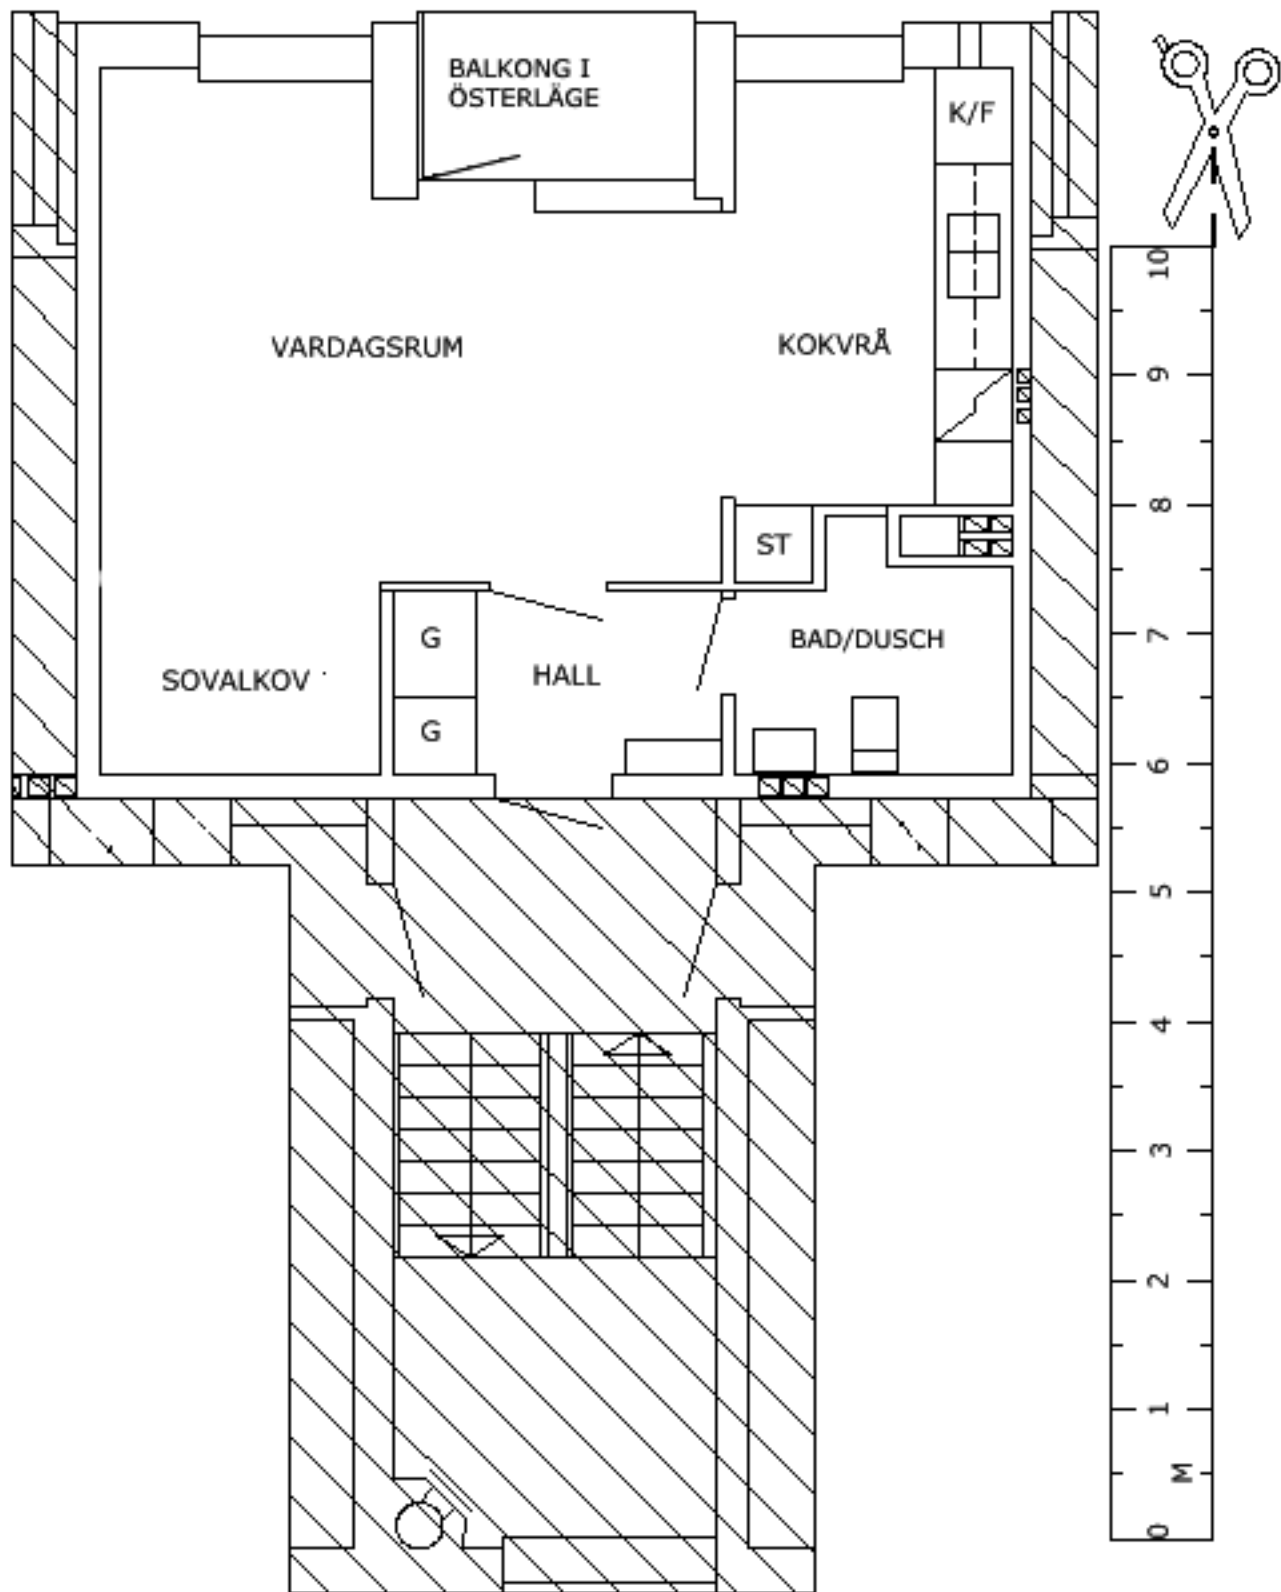 BALKONG I
ÖSTERLÄGE
K/F
VARDAGSRUM
KOKVRÅ
ST
G
HALL
BAD/DUSCH
SOVALKOV
G
10
9
8
7
6
5
4
3
2
1
M
0